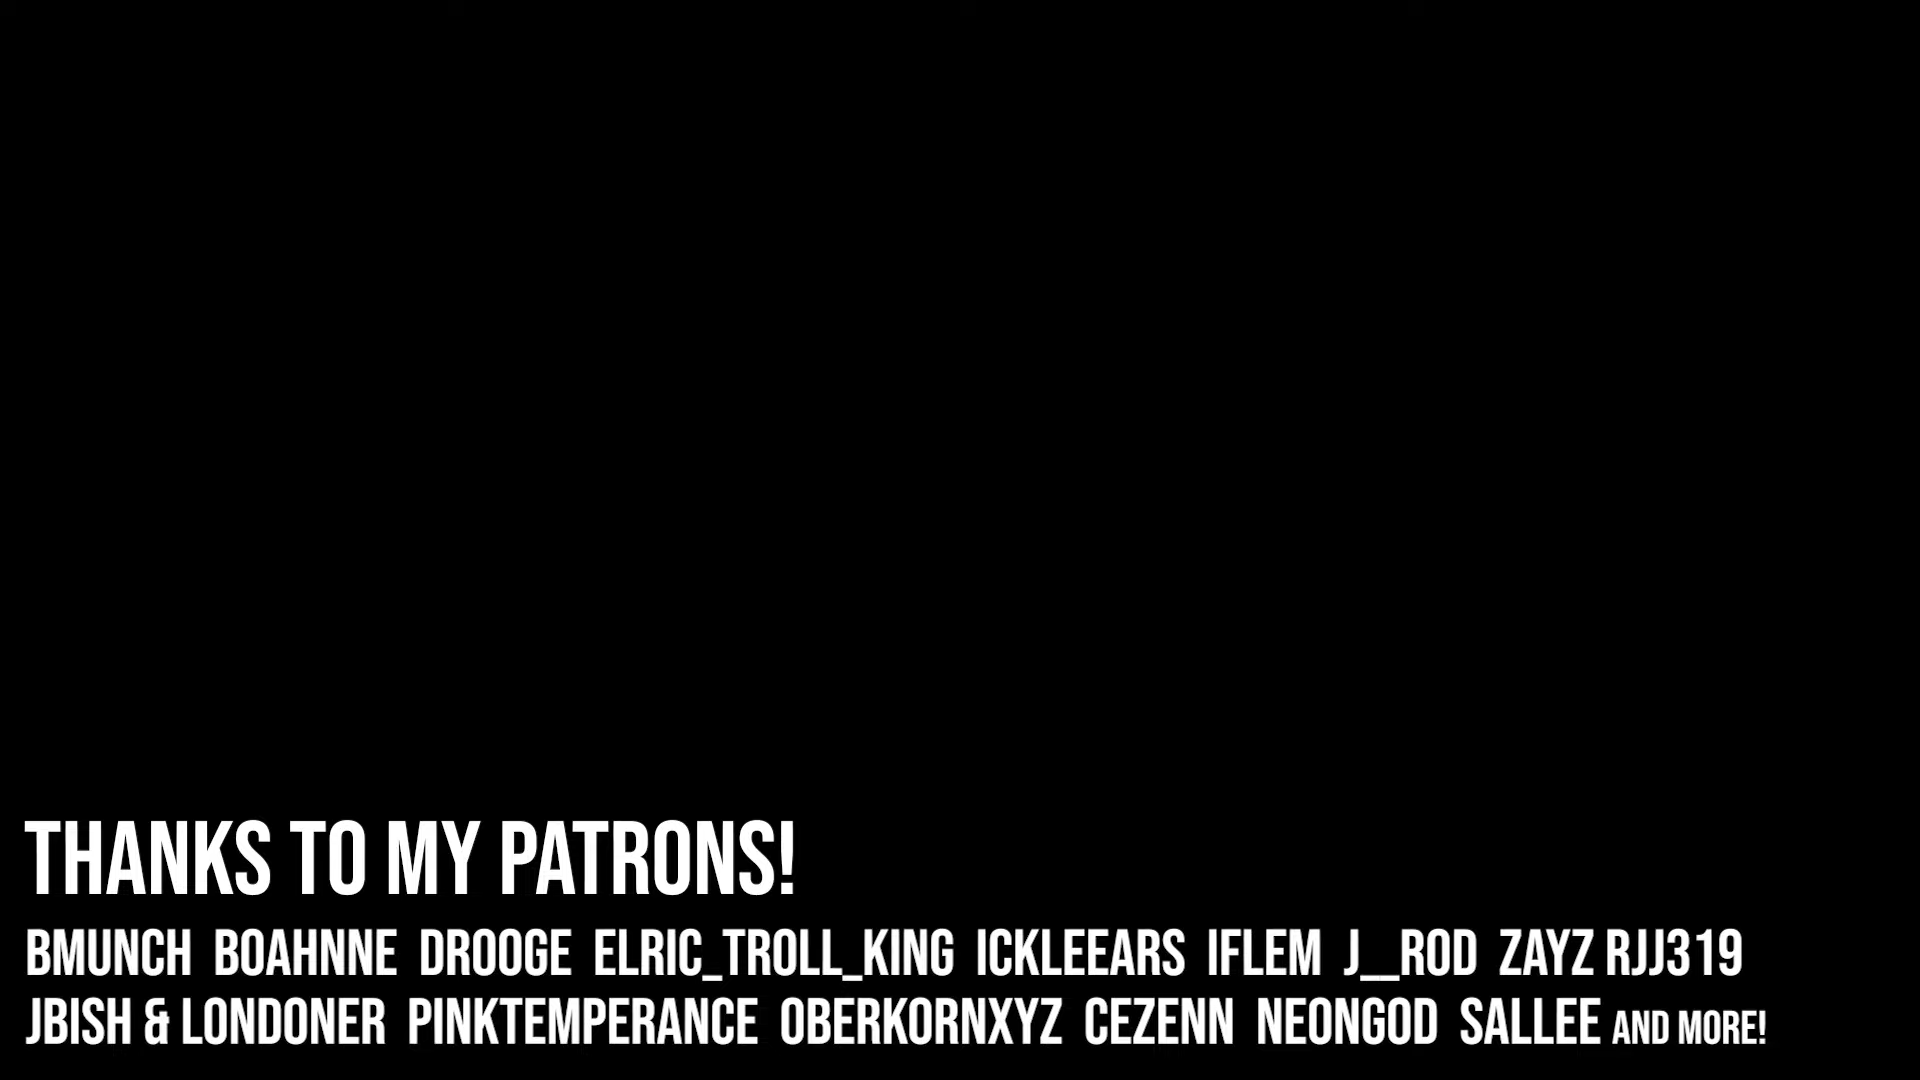 THANKS TO MY PATRONS!
BMUNCH BOAHNNE DROOGE ELRIC_TROLL_KING ICKLEEARS IFLEM J__ROD ZAYZ RJJ319
JBISH & LONDONER PINKTEMPERANCE OBERKORNXYZ CEZENN NEONGOD SALLEE AND MORE!